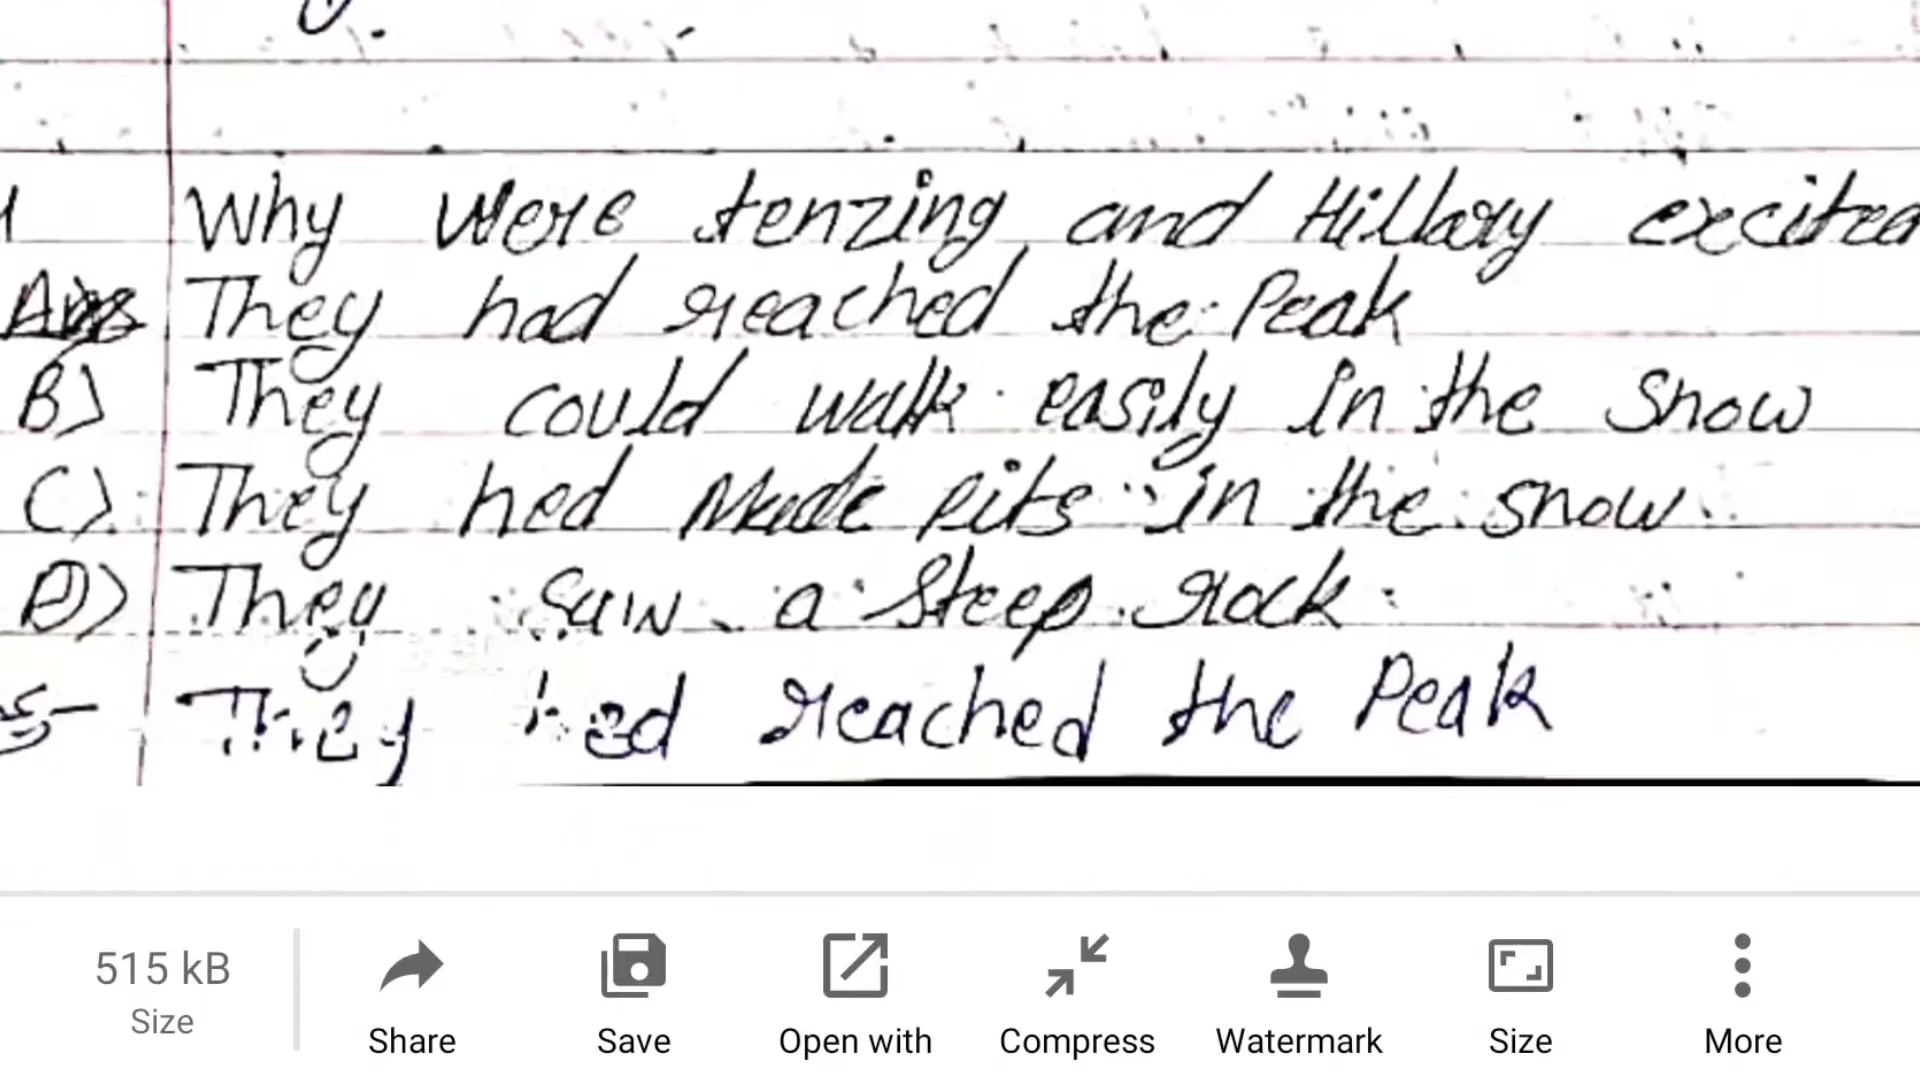 Why were tenzing and Hillary excited
Ans They had reached the Peak
B) They could walk easily in the snow
C) They had Made pits in the snow.
D) They saw a steep rock.
They had reached the Peak
515 kB
Size
Share
Save
Open with
Compress
Watermark
Size
More